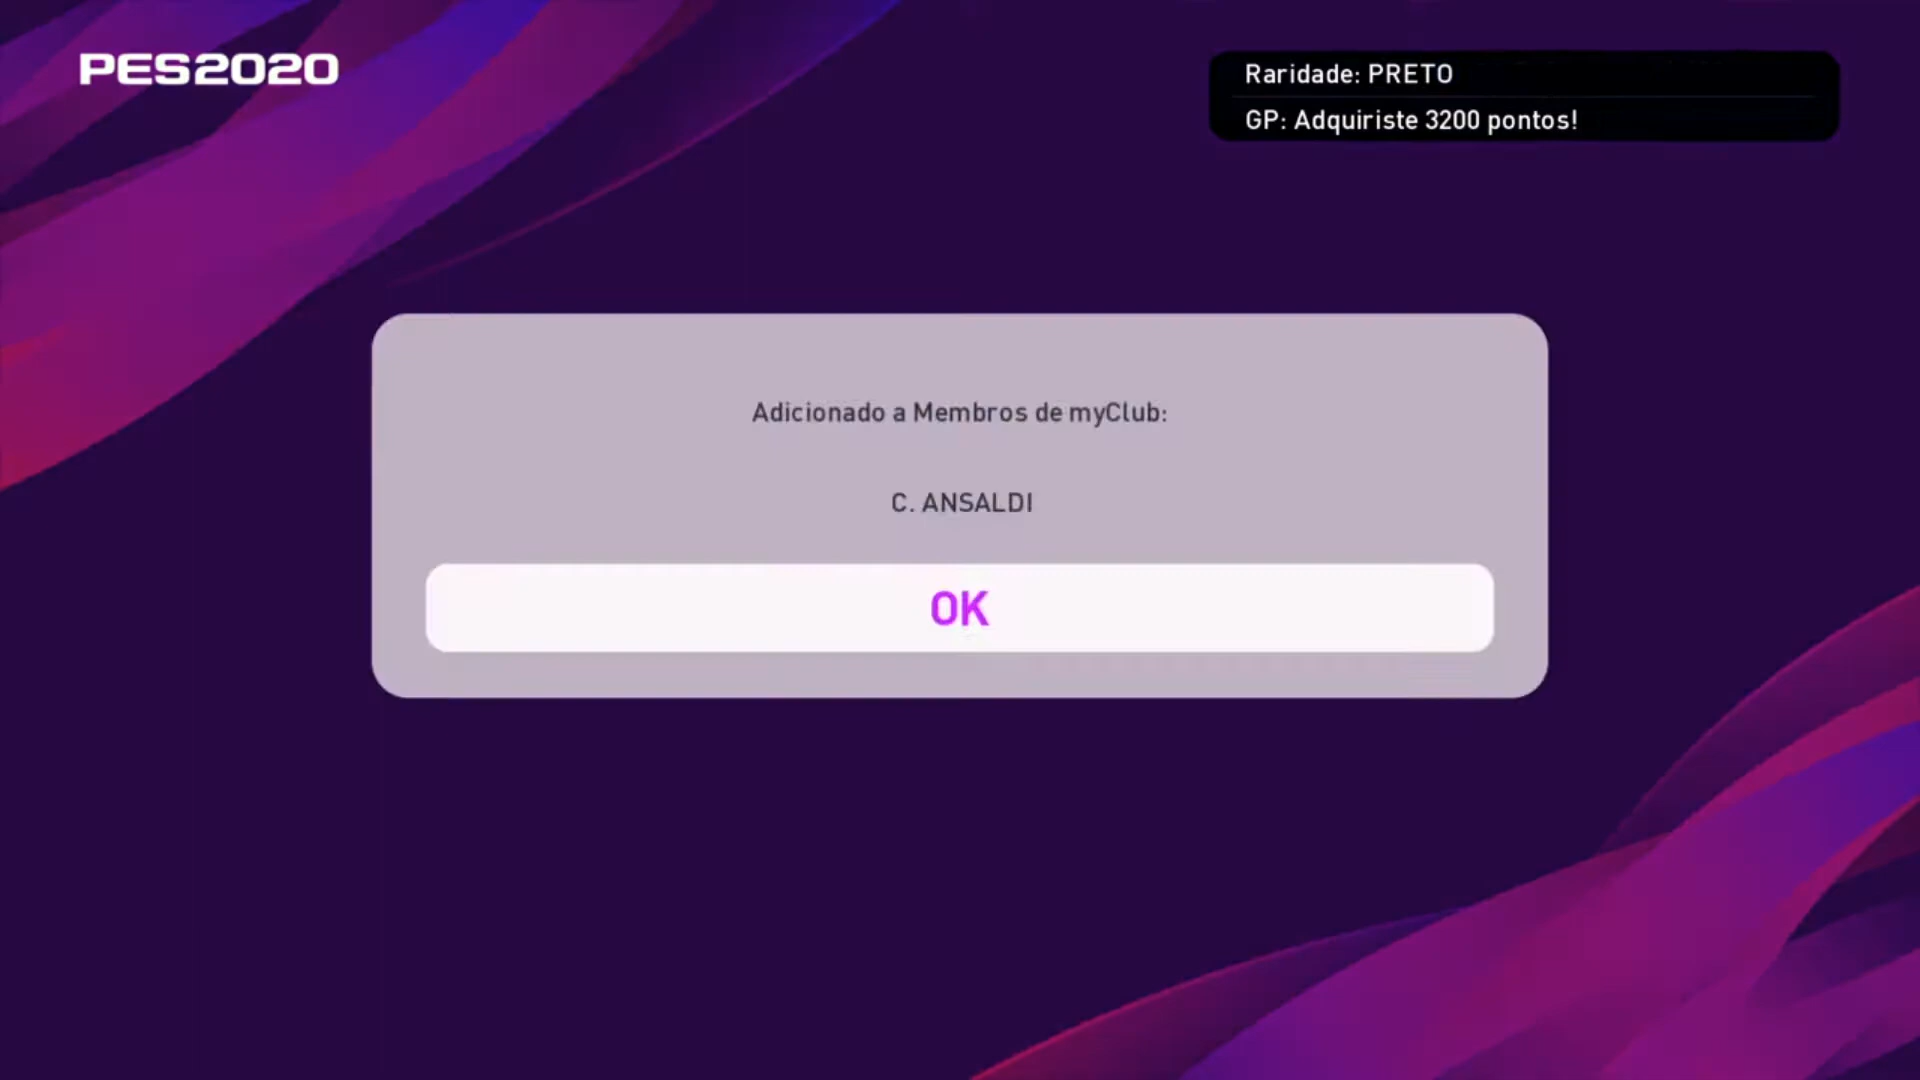 PES2020
Raridade: PRETO
GP: Adquiriste 3200 pontos!
Adicionado a Membros de myClub:
C. ANSALDI
OK